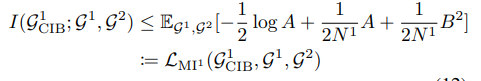 I(𝒢¹_CIB; 𝒢¹, 𝒢²) ≤ 𝔼_{𝒢¹,𝒢²}[−1/2 log A + 1/(2N¹) A + 1/(2N¹) B²]
:= ℒ_{MI¹}(𝒢¹_CIB, 𝒢¹, 𝒢²)